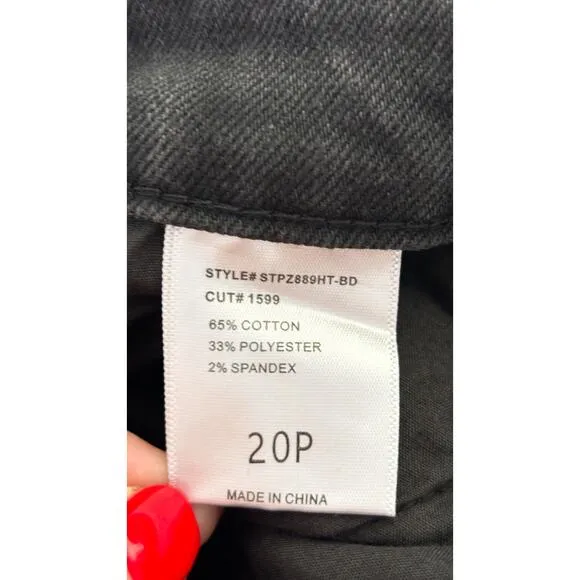 STYLE# STPZ889HT-BD
CUT# 1599
65% COTTON
33% POLYESTER
2% SPANDEX
20P
MADE IN CHINA